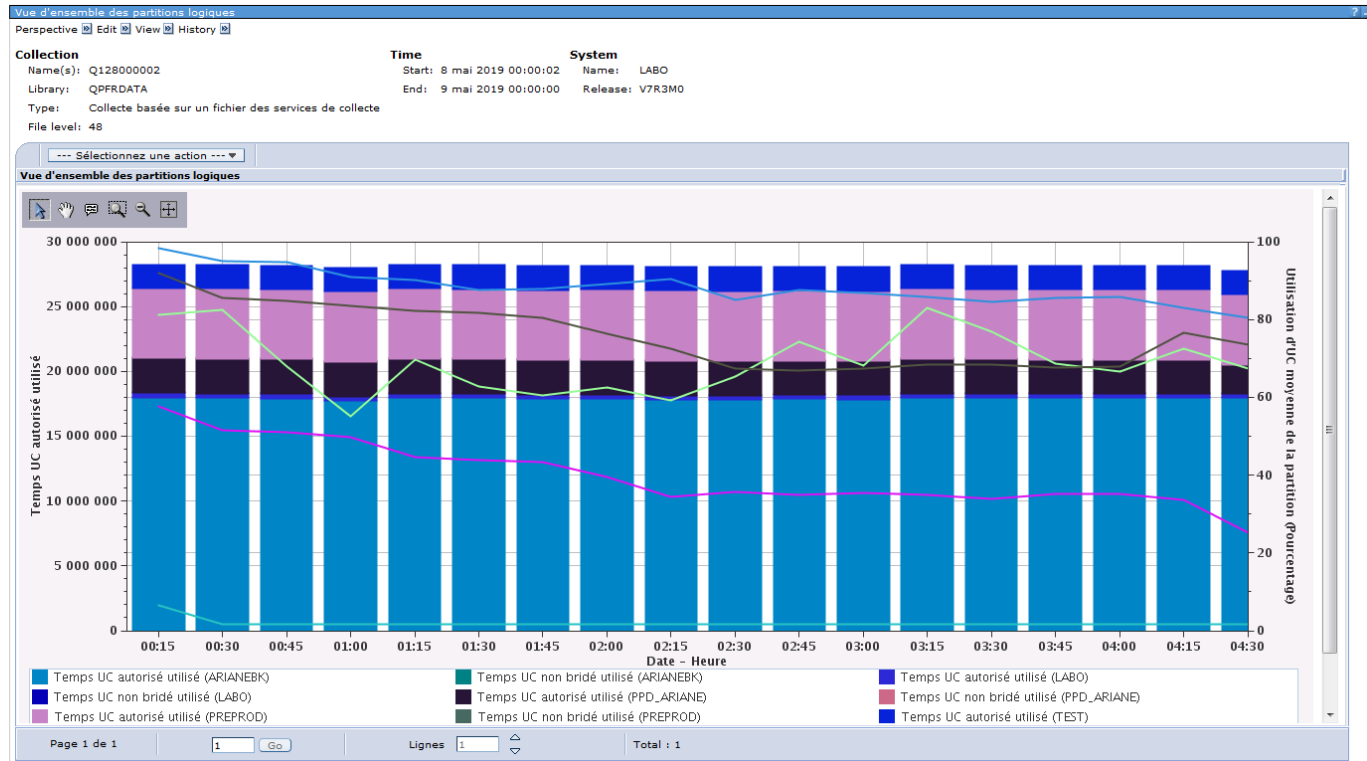 Vue d'ensemble des partitions logiques
Perspective Edit View History
Collection Time System
Name(s): Q128000002 Start: 8 mai 2019 00:00:02 Name: LABO
Library: QPFRDATA End: 9 mai 2019 00:00:00 Release: V7R3M0
Type: Collecte basée sur un fichier des services de collecte
File level: 48
--- Sélectionnez une action ---
Vue d'ensemble des partitions logiques
30 000 000
25 000 000
20 000 000
15 000 000
10 000 000
5 000 000
0
Temps UC autorisé utilisé
100
80
60
40
20
0
Utilisation d'UC moyenne de la partition (Pourcentage)
00:15 00:30 00:45 01:00 01:15 01:30 01:45 02:00 02:15 02:30 02:45 03:00 03:15 03:30 03:45 04:00 04:15 04:30
Date - Heure
Temps UC autorisé utilisé (ARIANEBK) Temps UC non bridé utilisé (ARIANEBK) Temps UC autorisé utilisé (LABO)
Temps UC non bridé utilisé (LABO) Temps UC autorisé utilisé (PPD_ARIANE) Temps UC non bridé utilisé (PPD_ARIANE)
Temps UC autorisé utilisé (PREPROD) Temps UC non bridé utilisé (PREPROD) Temps UC autorisé utilisé (TEST)
Page 1 de 1 1 Go Lignes 1 Total : 1